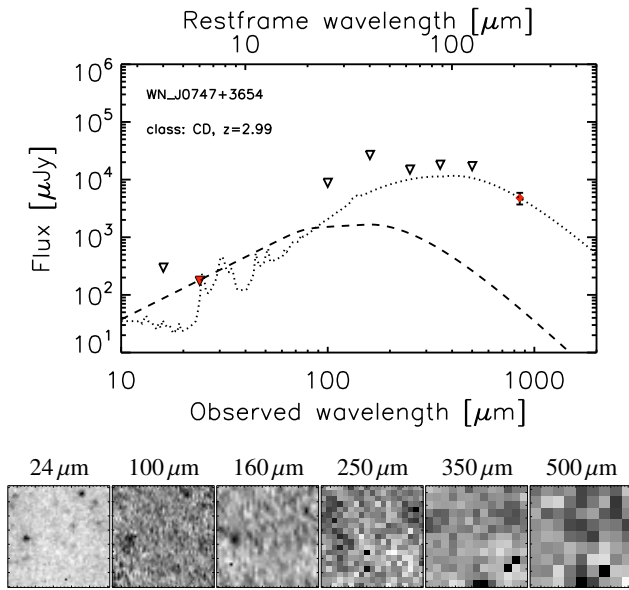 Restframe wavelength [μm]
10 100
10⁶
10⁵
10⁴
10³
10²
10¹
Flux [μJy]
WN_J0747+3654
class: CD, z=2.99
10 100 1000
Observed wavelength [μm]
24 μm 100 μm 160 μm 250 μm 350 μm 500 μm